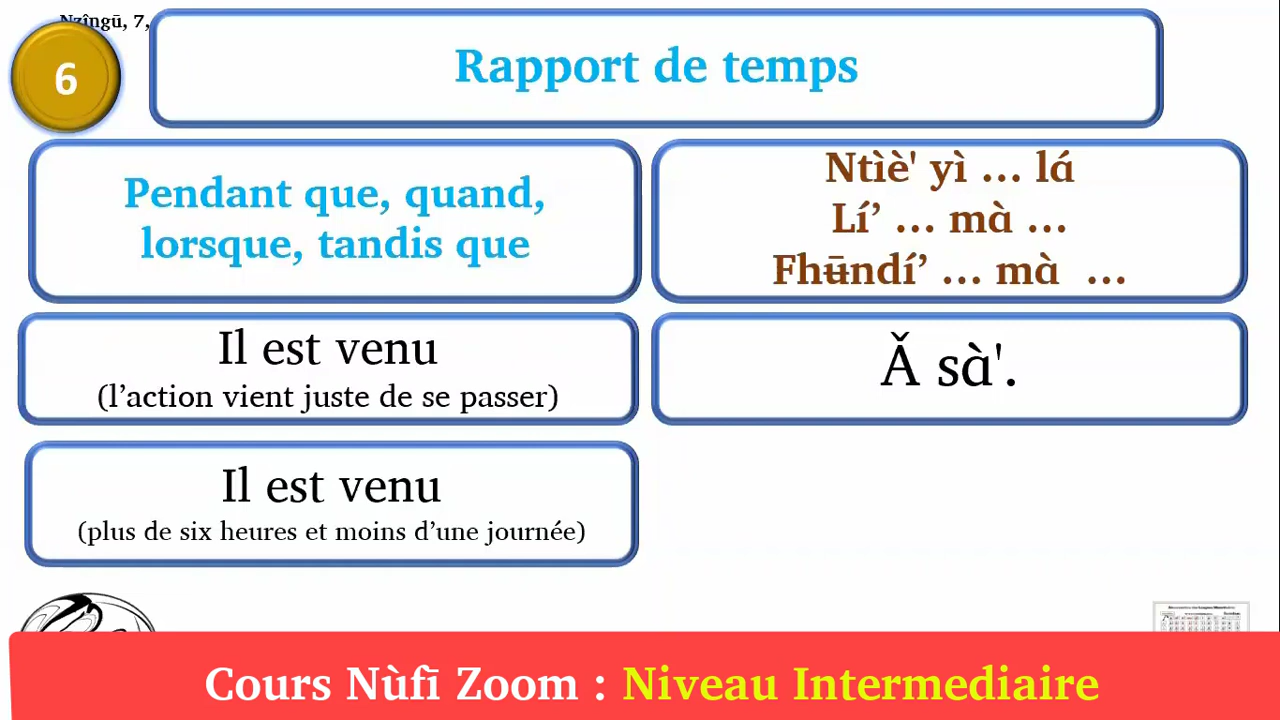 Nzîngū, 7,
6
Rapport de temps
Pendant que, quand,
lorsque, tandis que
Ntìè' yì ... lá
Lí’ ... mà ...
Fhʉ̄ndí’ ... mà ...
Il est venu
(l’action vient juste de se passer)
Ǎ sà'.
Il est venu
(plus de six heures et moins d’une journée)
Cours Nùfī Zoom : Niveau Intermediaire